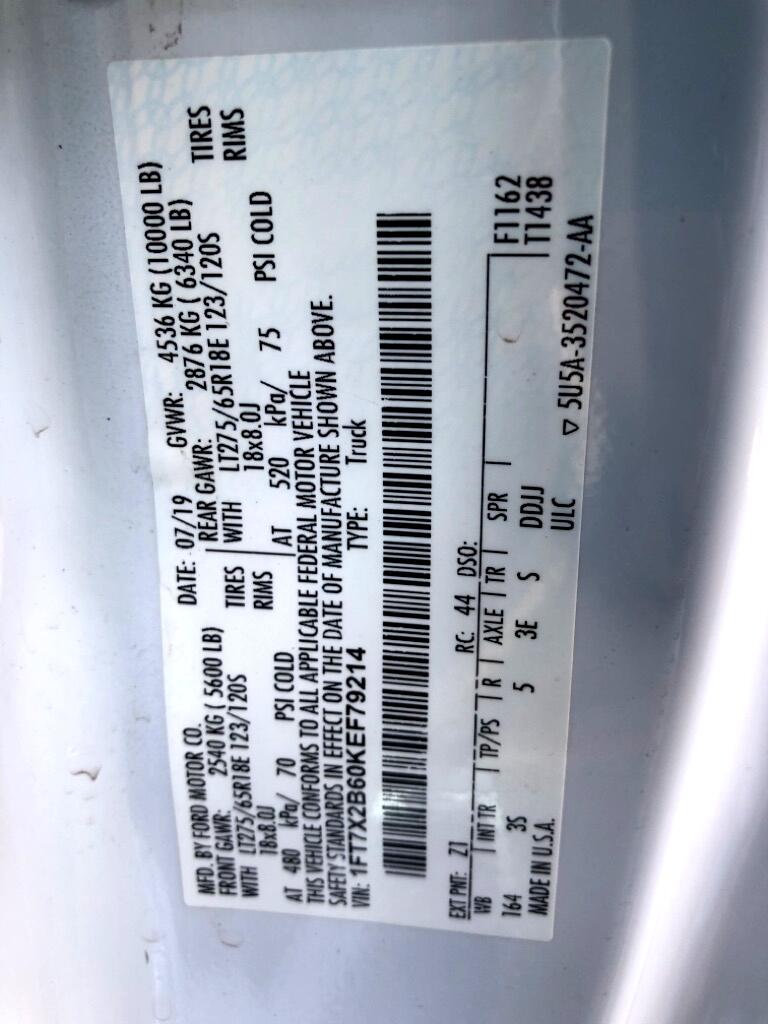 MFD. BY FORD MOTOR CO.
DATE: 07/19 GVWR: 4536 KG (10000 LB)
FRONT GAWR: 2540 KG ( 5600 LB) REAR GAWR: 2876 KG ( 6340 LB)
WITH LT275/65R18E 123/120S TIRES WITH LT275/65R18E 123/120S TIRES
18x8.0J RIMS 18x8.0J RIMS
AT 480 kPa/ 70 PSI COLD AT 520 kPa/ 75 PSI COLD
THIS VEHICLE CONFORMS TO ALL APPLICABLE FEDERAL MOTOR VEHICLE
SAFETY STANDARDS IN EFFECT ON THE DATE OF MANUFACTURE SHOWN ABOVE.
VIN: 1FT7X2B60KEF79214 TYPE: Truck
EXT PNT: Z1 RC: 44 DSO:
WB INT TR TP/PS R AXLE TR SPR F1162
164 3S 5 3E S DDJJ T1438
MADE IN U.S.A. ULC ▽ 5U5A-3520472-AA